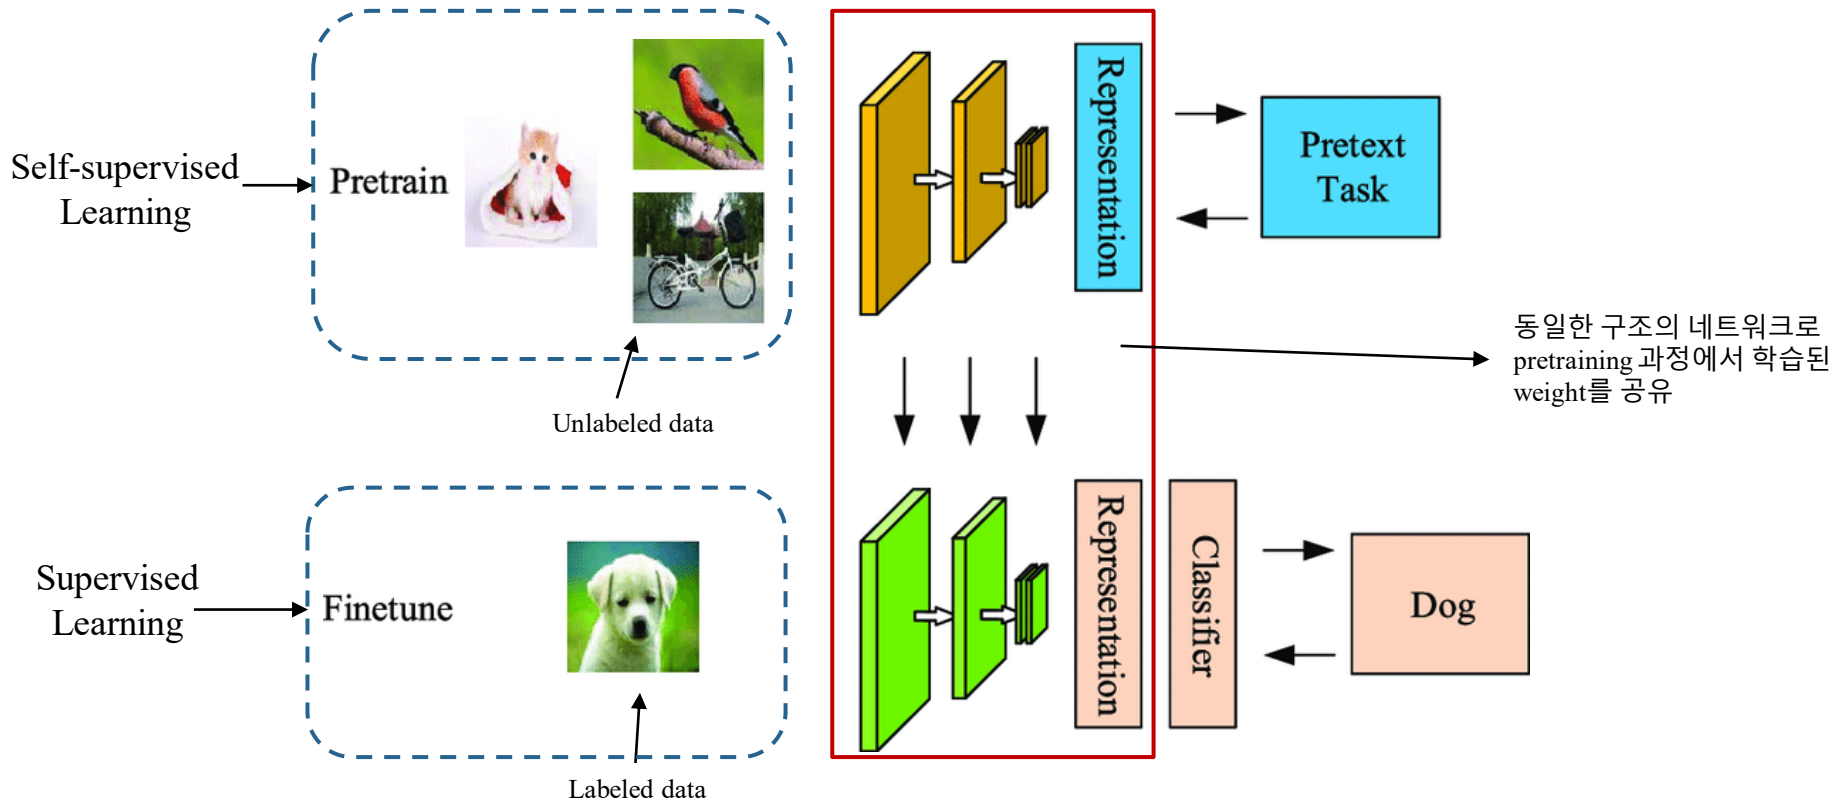 Self-supervised
Learning
Pretrain
Unlabeled data
Representation
Pretext
Task
동일한 구조의 네트워크로
pretraining 과정에서 학습된
weight를 공유
Supervised
Learning
Finetune
Labeled data
Representation
Classifier
Dog